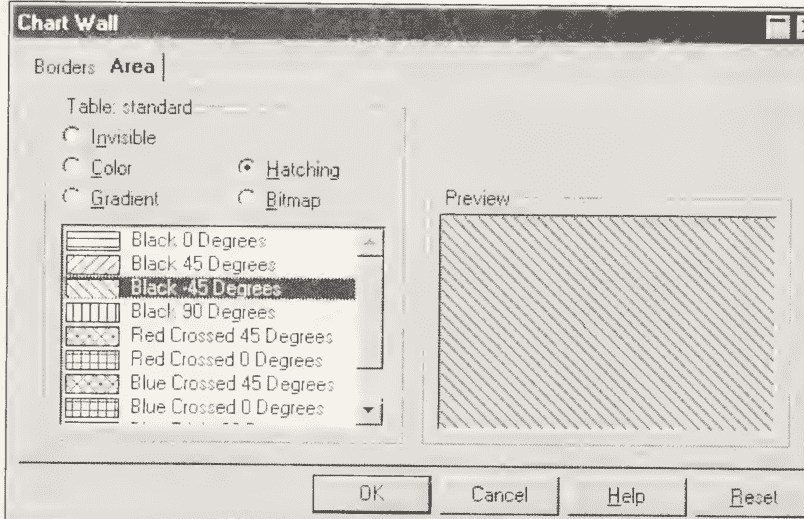 Chart Wall
Borders Area
Table: standard
Invisible
Color Hatching
Gradient Bitmap
Preview
Black 0 Degrees
Black 45 Degrees
Black -45 Degrees
Black 90 Degrees
Red Crossed 45 Degrees
Red Crossed 0 Degrees
Blue Crossed 45 Degrees
Blue Crossed 0 Degrees
OK Cancel Help Reset